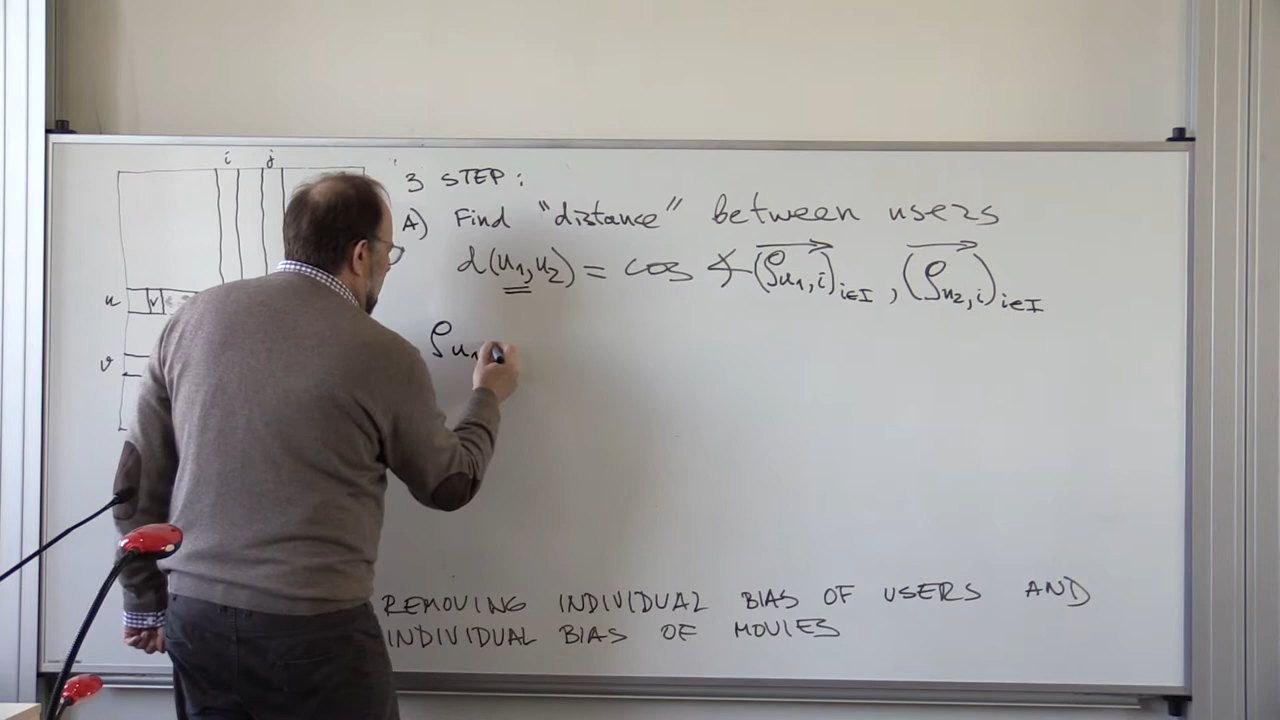 i j
3 STEP:
A) Find "distance" between users
d(u₁,u₂) = cos ∢ (ρu₁,i)i∈I , (ρu₂,i)i∈I
u v
ρu₁
v
REMOVING INDIVIDUAL BIAS OF USERS AND
INDIVIDUAL BIAS OF MOVIES